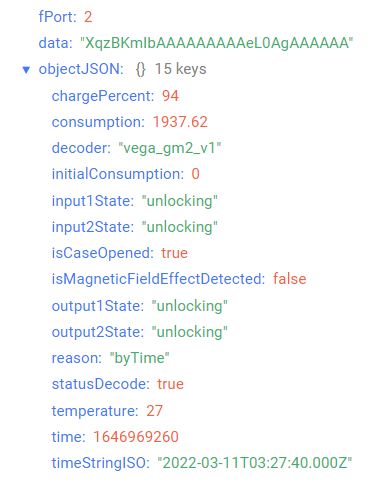 fPort: 2
data: "XqzBKmIbAAAAAAAAAeL0AgAAAAAA"
▼ objectJSON: {} 15 keys
chargePercent: 94
consumption: 1937.62
decoder: "vega_gm2_v1"
initialConsumption: 0
input1State: "unlocking"
input2State: "unlocking"
isCaseOpened: true
isMagneticFieldEffectDetected: false
output1State: "unlocking"
output2State: "unlocking"
reason: "byTime"
statusDecode: true
temperature: 27
time: 1646969260
timeStringISO: "2022-03-11T03:27:40.000Z"